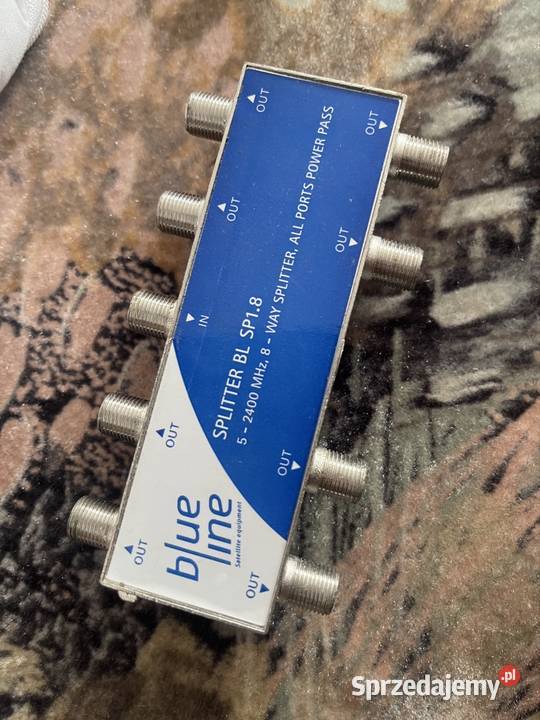 blue
line
Satellite equipment
SPLITTER BL SP1.8
5 - 2400 MHz, 8 - WAY SPLITTER, ALL PORTS POWER PASS
OUT
OUT
IN
OUT
OUT
OUT
OUT
OUT
OUT
Sprzedajemy.pl